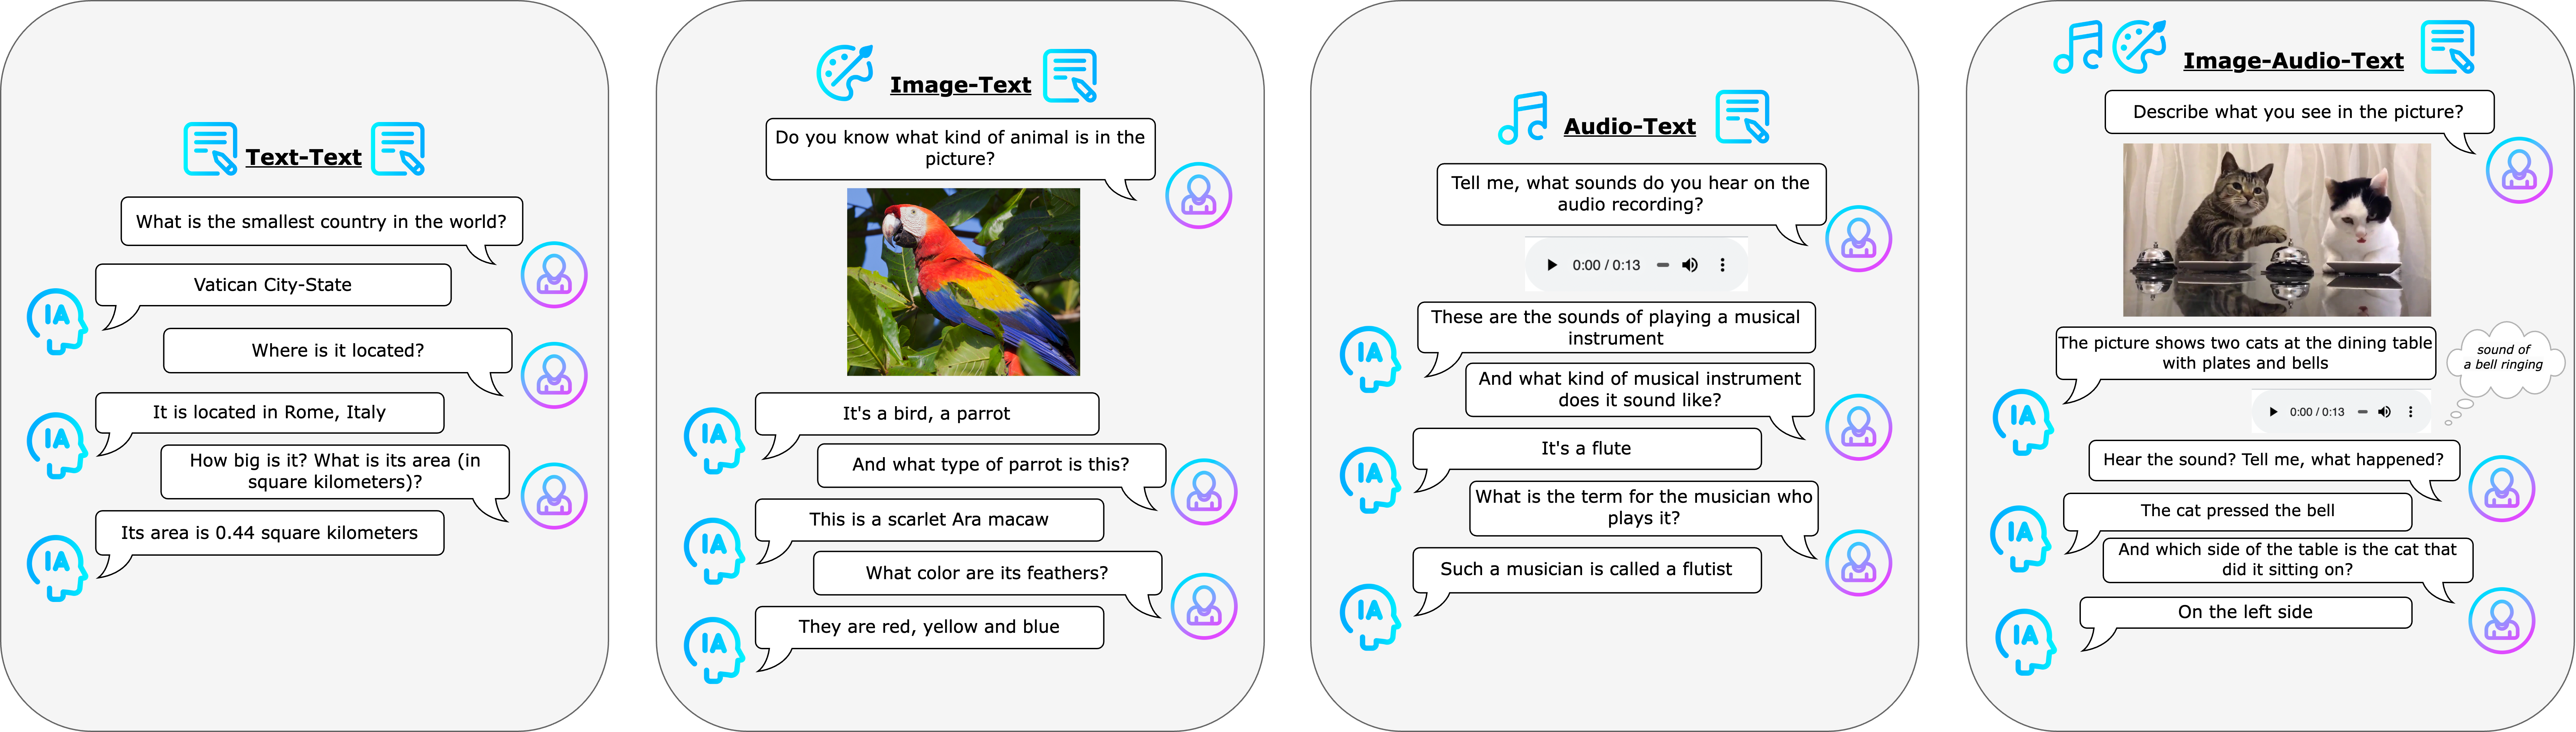 Text-Text
What is the smallest country in the world?
Vatican City-State
IA
Where is it located?
It is located in Rome, Italy
IA
How big is it? What is its area (in
square kilometers)?
Its area is 0.44 square kilometers
IA
Image-Text
Do you know what kind of animal is in the
picture?
It's a bird, a parrot
IA
And what type of parrot is this?
This is a scarlet Ara macaw
IA
What color are its feathers?
They are red, yellow and blue
IA
Audio-Text
Tell me, what sounds do you hear on the
audio recording?
0:00 / 0:13
These are the sounds of playing a musical
instrument
IA
And what kind of musical instrument
does it sound like?
It's a flute
IA
What is the term for the musician who
plays it?
Such a musician is called a flutist
IA
Image-Audio-Text
Describe what you see in the picture?
The picture shows two cats at the dining table
with plates and bells
IA
sound of
a bell ringing
0:00 / 0:13
Hear the sound? Tell me, what happened?
The cat pressed the bell
IA
And which side of the table is the cat that
did it sitting on?
On the left side
IA